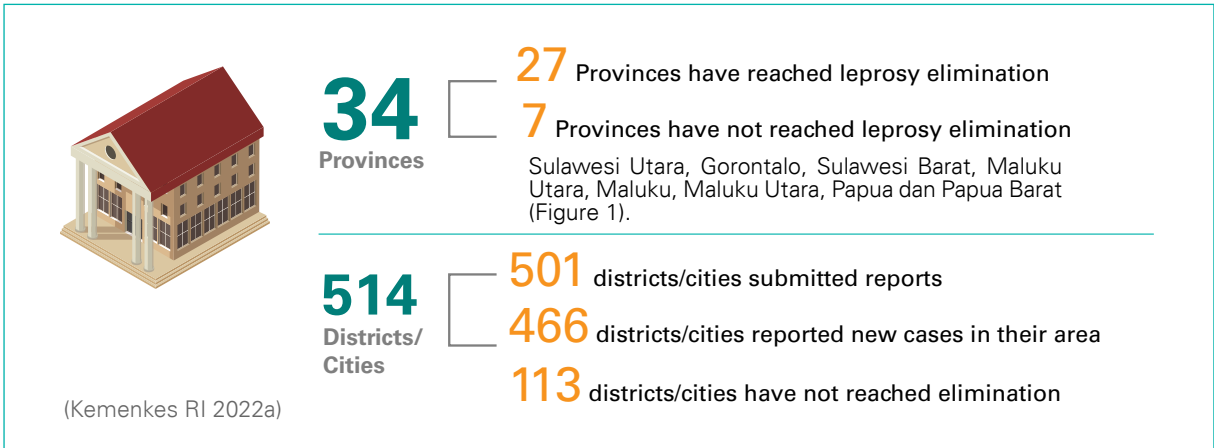 34
Provinces
27 Provinces have reached leprosy elimination
7 Provinces have not reached leprosy elimination
Sulawesi Utara, Gorontalo, Sulawesi Barat, Maluku
Utara, Maluku, Maluku Utara, Papua dan Papua Barat
(Figure 1).
514
Districts/
Cities
501 districts/cities submitted reports
466 districts/cities reported new cases in their area
113 districts/cities have not reached elimination
(Kemenkes RI 2022a)